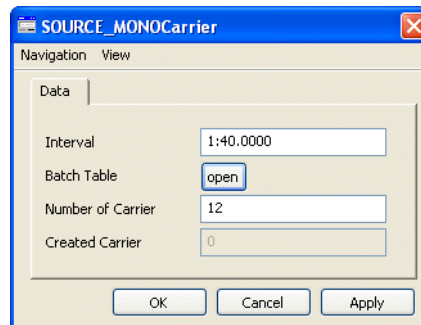 SOURCE_MONOCarrier
Navigation View
Data
Interval 1:40.0000
Batch Table open
Number of Carrier 12
Created Carrier 0
OK Cancel Apply